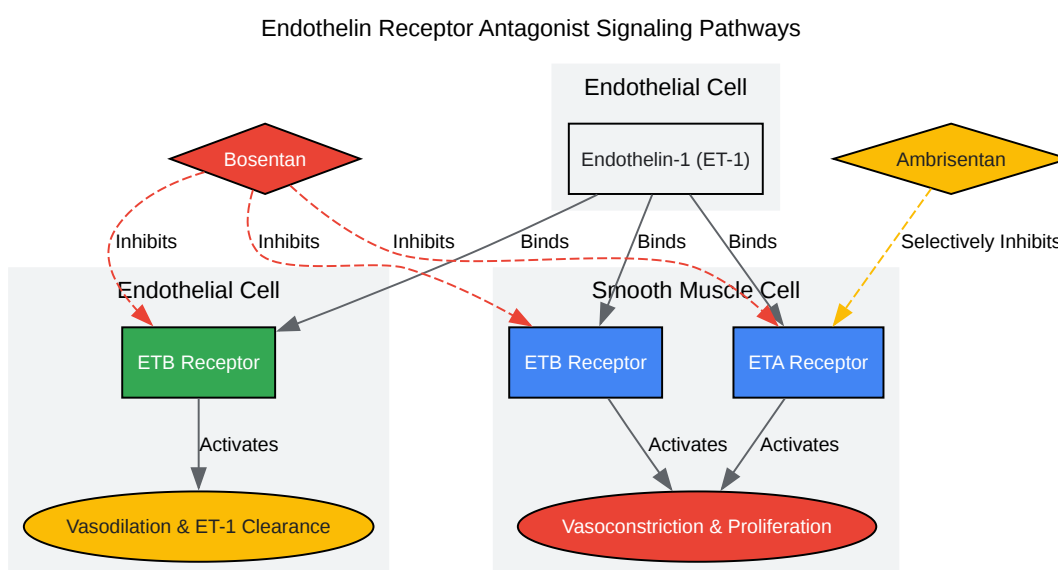 Endothelin Receptor Antagonist Signaling Pathways
Endothelial Cell
Bosentan
Endothelin-1 (ET-1)
Ambrisentan
Inhibits
Inhibits
Inhibits
Binds
Binds
Binds
Selectively Inhibits
Endothelial Cell
Smooth Muscle Cell
ETB Receptor
ETB Receptor
ETA Receptor
Activates
Activates
Activates
Vasodilation & ET-1 Clearance
Vasoconstriction & Proliferation